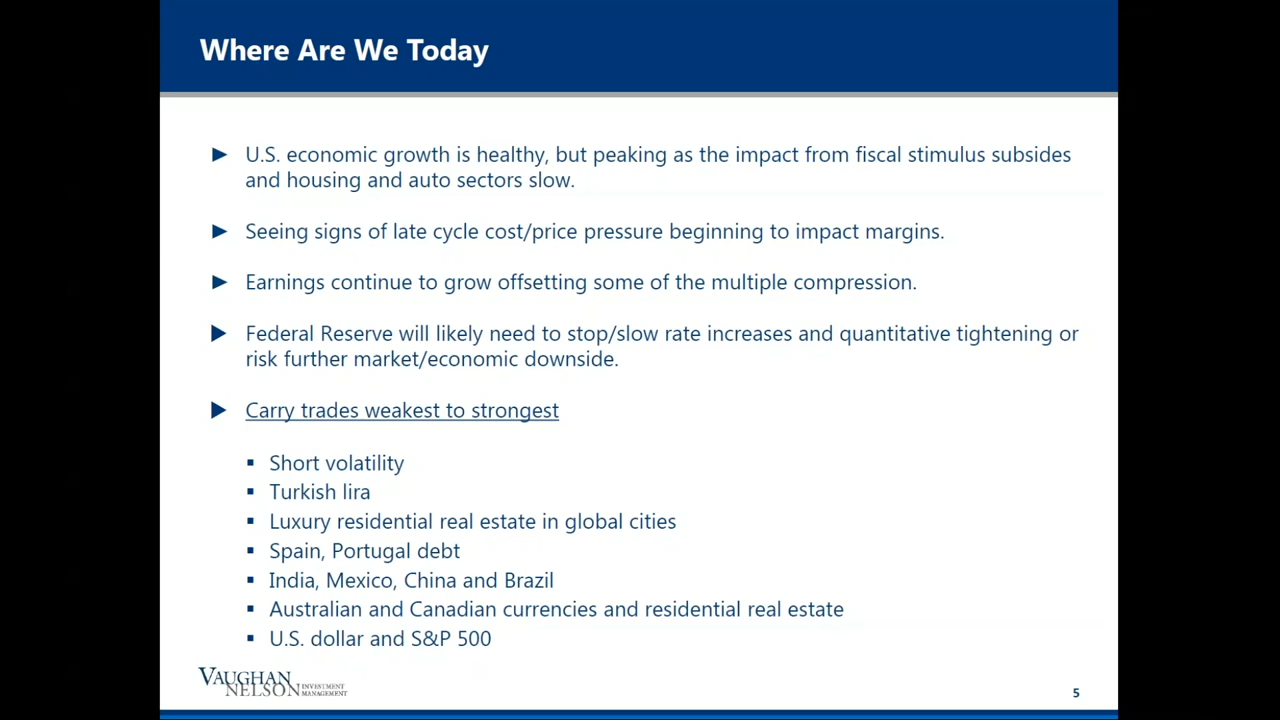 Where Are We Today
► U.S. economic growth is healthy, but peaking as the impact from fiscal stimulus subsides
and housing and auto sectors slow.
► Seeing signs of late cycle cost/price pressure beginning to impact margins.
► Earnings continue to grow offsetting some of the multiple compression.
► Federal Reserve will likely need to stop/slow rate increases and quantitative tightening or
risk further market/economic downside.
► Carry trades weakest to strongest
▪ Short volatility
▪ Turkish lira
▪ Luxury residential real estate in global cities
▪ Spain, Portugal debt
▪ India, Mexico, China and Brazil
▪ Australian and Canadian currencies and residential real estate
▪ U.S. dollar and S&P 500
VAUGHAN
NELSON INVESTMENT
MANAGEMENT
5